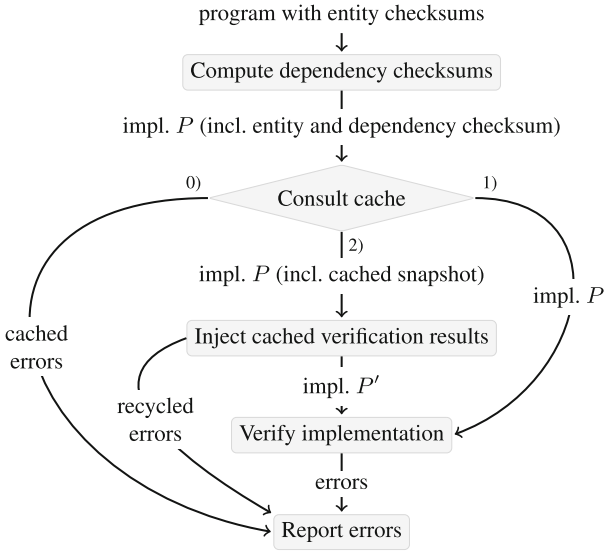 program with entity checksums
Compute dependency checksums
impl. P (incl. entity and dependency checksum)
0)
1)
Consult cache
2)
impl. P (incl. cached snapshot)
impl. P
cached
errors
Inject cached verification results
impl. P′
recycled
errors
Verify implementation
errors
Report errors